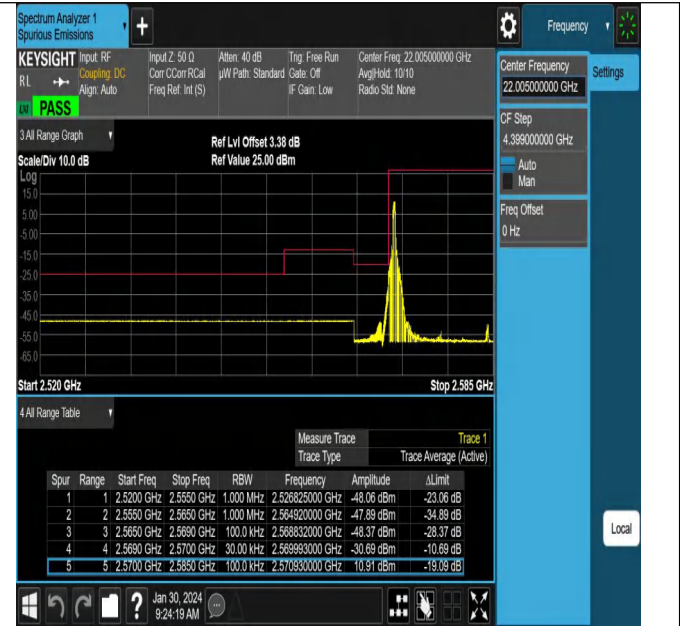 Spectrum Analyzer 1
Spurious Emissions
+
Frequency
KEYSIGHT Input: RF Input Z: 50 Ω Atten: 40 dB Trig: Free Run Center Freq: 22.005000000 GHz
RL Coupling: DC Corr CCorr RCal µW Path: Standard Gate: Off Avg|Hold: 10/10
Align: Auto Freq Ref: Int (S) IF Gain: Low Radio Std: None
PASS
Center Frequency
22.005000000 GHz
Settings
CF Step
4.399000000 GHz
Auto
Man
Freq Offset
0 Hz
3 All Range Graph
Ref Lvl Offset 3.38 dB
Scale/Div 10.0 dB Ref Value 25.00 dBm
Log
15.0
5.00
-5.00
-15.0
-25.0
-35.0
-45.0
-55.0
-65.0
Start 2.520 GHz Stop 2.585 GHz
4 All Range Table
Measure Trace Trace 1
Trace Type Trace Average (Active)
Spur Range Start Freq Stop Freq RBW Frequency Amplitude ΔLimit
1 1 2.5200 GHz 2.5550 GHz 1.000 MHz 2.526825000 GHz -48.06 dBm -23.06 dB
2 2 2.5550 GHz 2.5650 GHz 1.000 MHz 2.564920000 GHz -47.89 dBm -34.89 dB
3 3 2.5650 GHz 2.5690 GHz 100.0 kHz 2.568832000 GHz -48.37 dBm -28.37 dB
4 4 2.5690 GHz 2.5700 GHz 30.00 kHz 2.569993000 GHz -30.69 dBm -10.69 dB
5 5 2.5700 GHz 2.5850 GHz 100.0 kHz 2.570930000 GHz 10.91 dBm -19.09 dB
Local
? Jan 30, 2024
9:24:19 AM